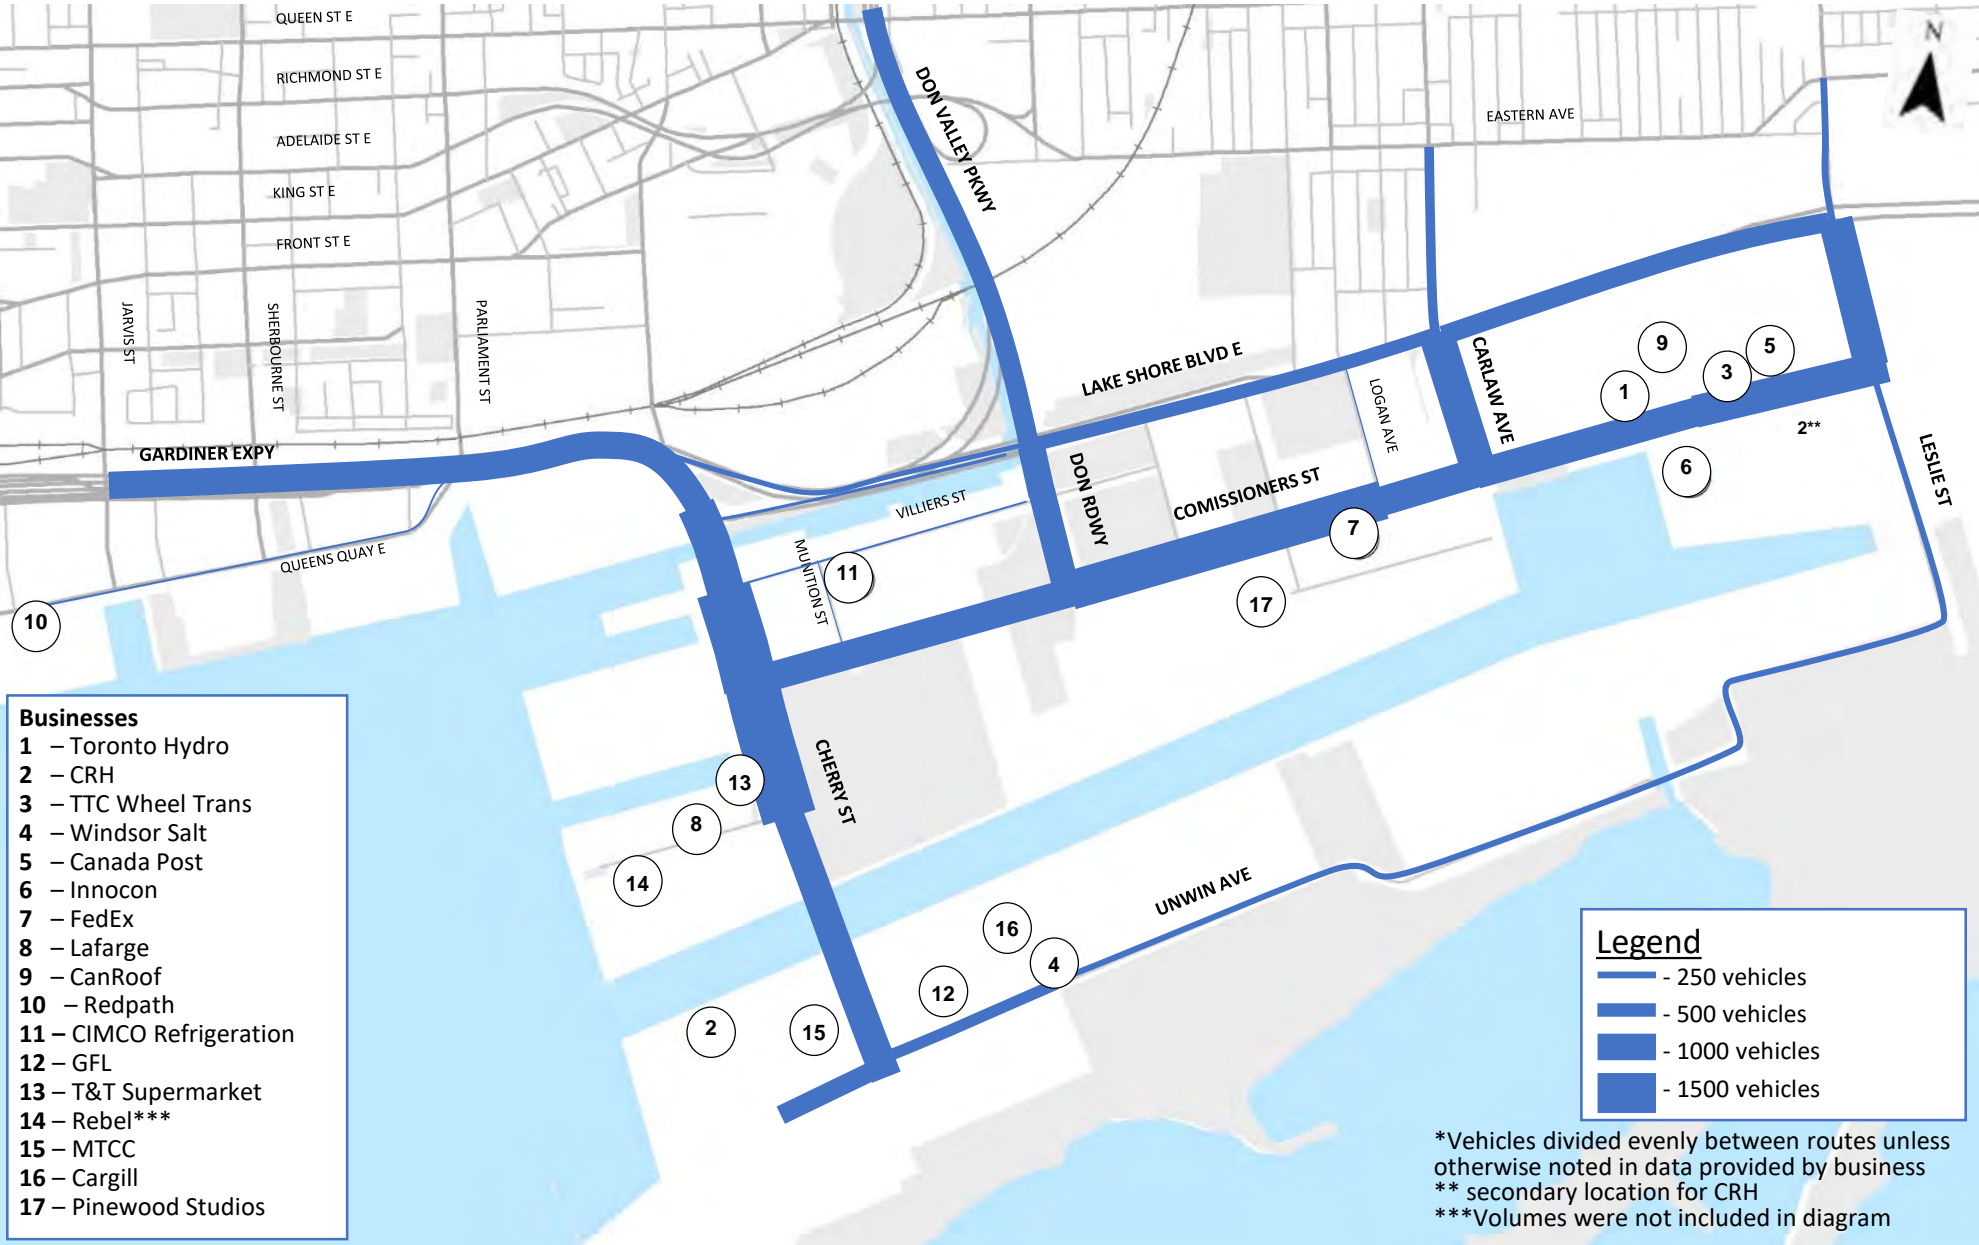 QUEEN ST E
RICHMOND ST E
ADELAIDE ST E
KING ST E
FRONT ST E
JARVIS ST
SHERBOURNE ST
PARLIAMENT ST
DON VALLEY PKWY
EASTERN AVE
N
GARDINER EXPY
QUEENS QUAY E
LAKE SHORE BLVD E
LOGAN AVE
CARLAW AVE
9
5
3
1
2**
6
LESLIE ST
VILLIERS ST
MUNITION ST
DON RDWY
COMISSIONERS ST
7
11
17
10
CHERRY ST
13
8
14
UNWIN AVE
16
4
12
2
15
Businesses
1 – Toronto Hydro
2 – CRH
3 – TTC Wheel Trans
4 – Windsor Salt
5 – Canada Post
6 – Innocon
7 – FedEx
8 – Lafarge
9 – CanRoof
10 – Redpath
11 – CIMCO Refrigeration
12 – GFL
13 – T&T Supermarket
14 – Rebel***
15 – MTCC
16 – Cargill
17 – Pinewood Studios
Legend
- 250 vehicles
- 500 vehicles
- 1000 vehicles
- 1500 vehicles
*Vehicles divided evenly between routes unless
otherwise noted in data provided by business
** secondary location for CRH
***Volumes were not included in diagram